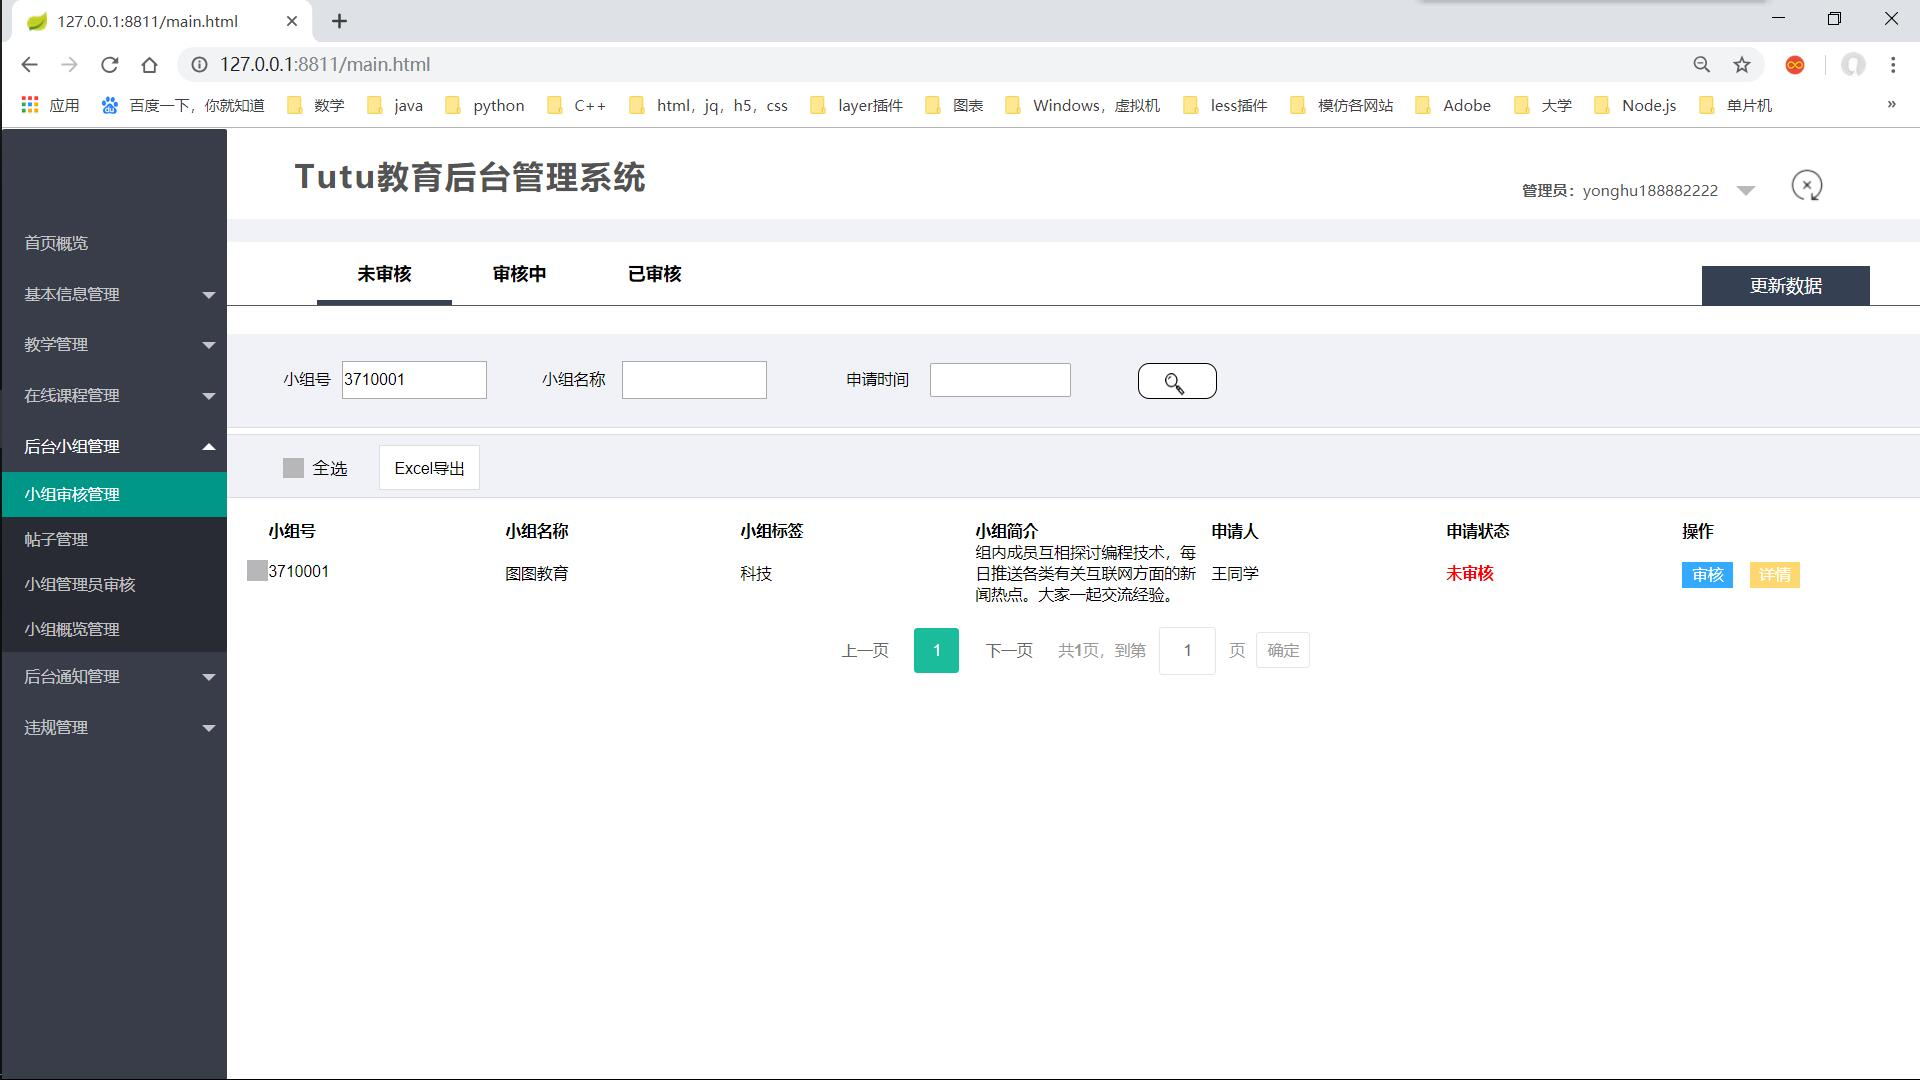 127.0.0.1:8811/main.html
127.0.0.1:8811/main.html
应用 百度一下，你就知道 数学 java python C++ html，jq，h5，css layer插件 图表 Windows，虚拟机 less插件 模仿各网站 Adobe 大学 Node.js 单片机 »
Tutu教育后台管理系统
管理员：yonghu188882222
首页概览
基本信息管理
教学管理
在线课程管理
后台小组管理
小组审核管理
帖子管理
小组管理员审核
小组概览管理
后台通知管理
违规管理
未审核 审核中 已审核
更新数据
小组号 3710001 小组名称 申请时间
全选 Excel导出
小组号 小组名称 小组标签 小组简介 申请人 申请状态 操作
3710001 图图教育 科技
组内成员互相探讨编程技术，每
日推送各类有关互联网方面的新
闻热点。大家一起交流经验。
王同学 未审核 审核 详情
上一页 1 下一页 共1页，到第 1 页 确定